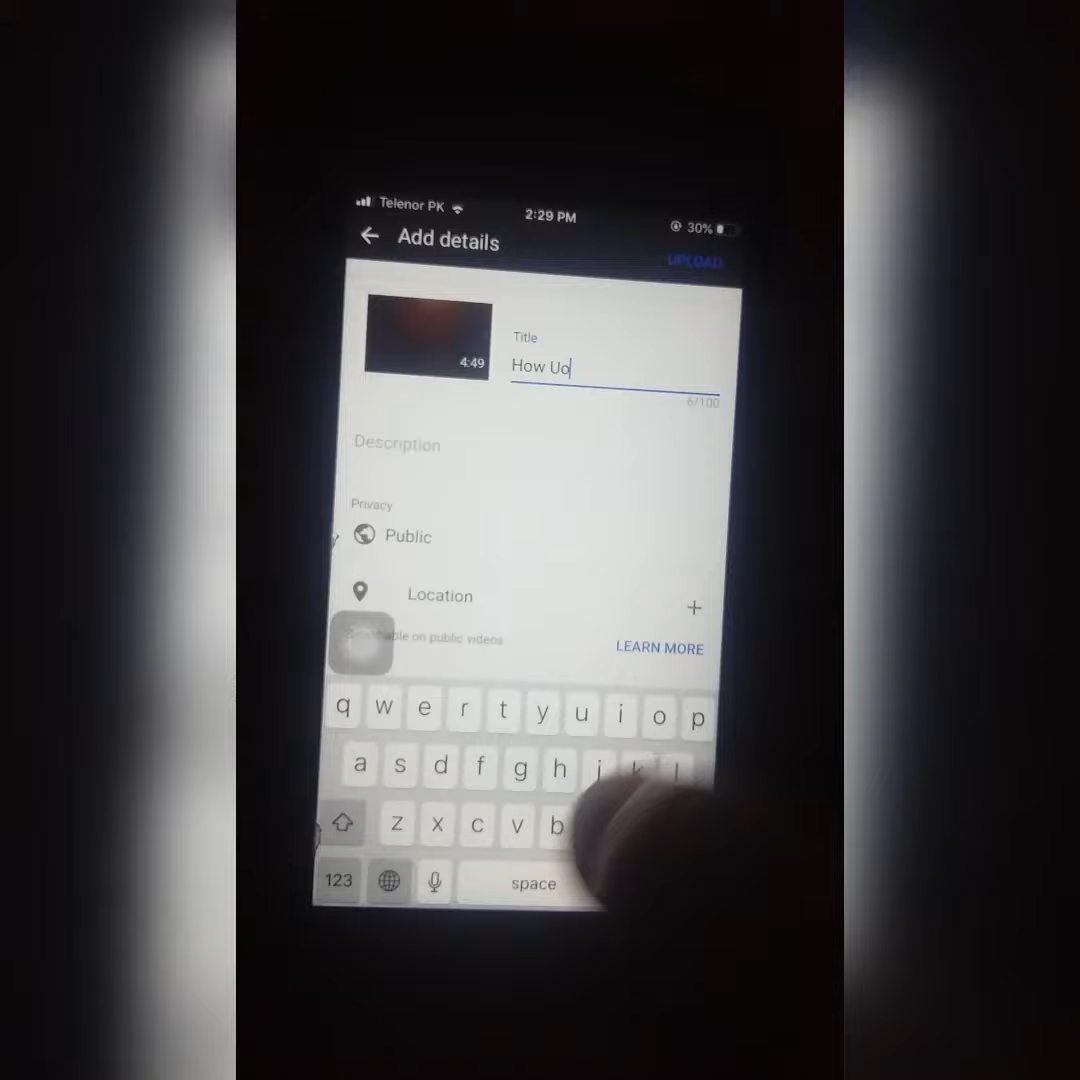 Telenor PK 2:29 PM 30%
Add details
UPLOAD
Title
4:49
How Uo
6/100
Description
Privacy
Public
Location
on public videos
LEARN MORE
q w e r t y u i o p
a s d f g h j k l
z x c v b
123 space